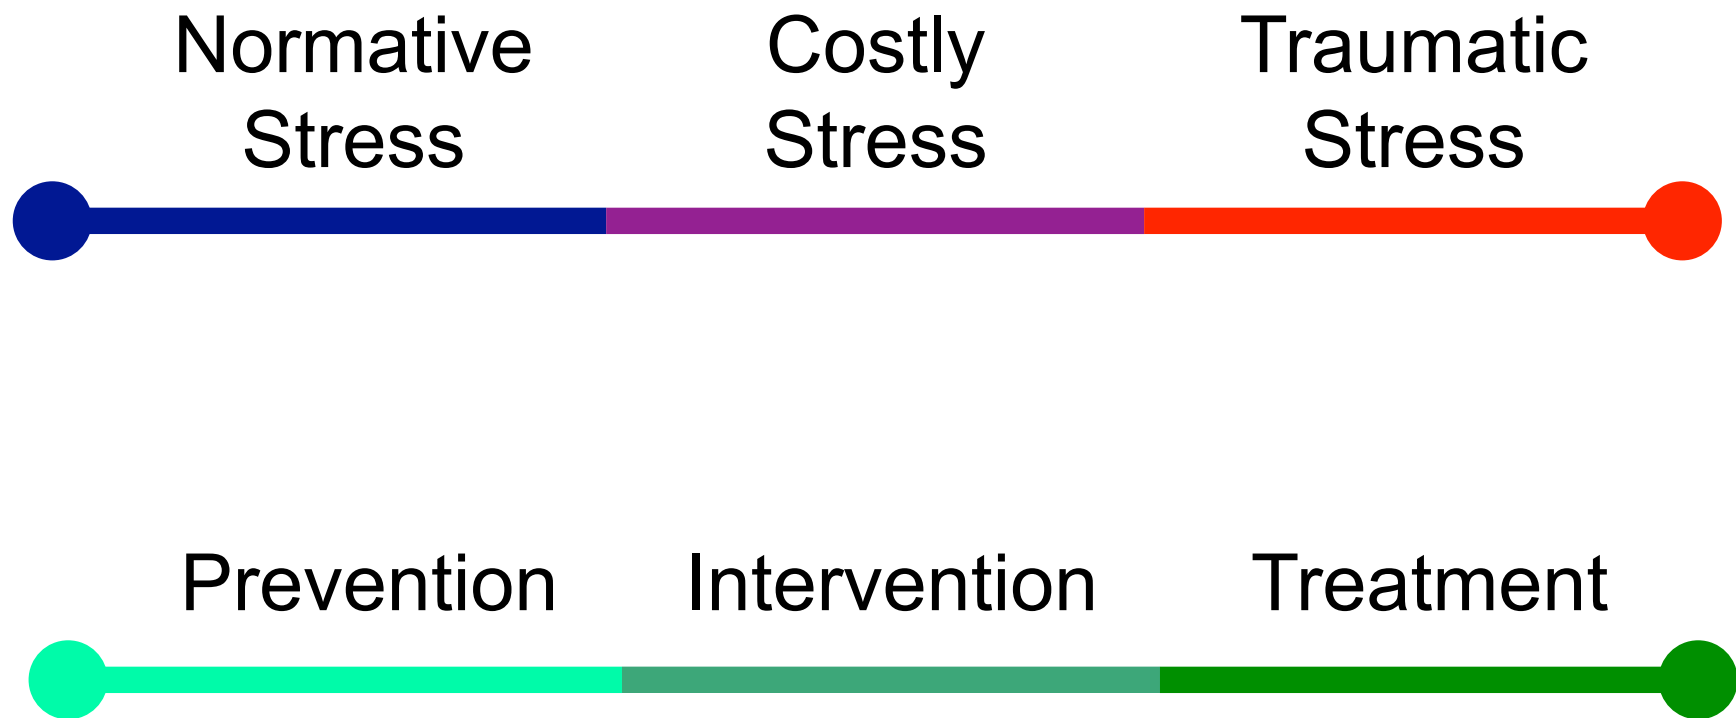 Normative Costly Traumatic
Stress Stress Stress
Prevention Intervention Treatment